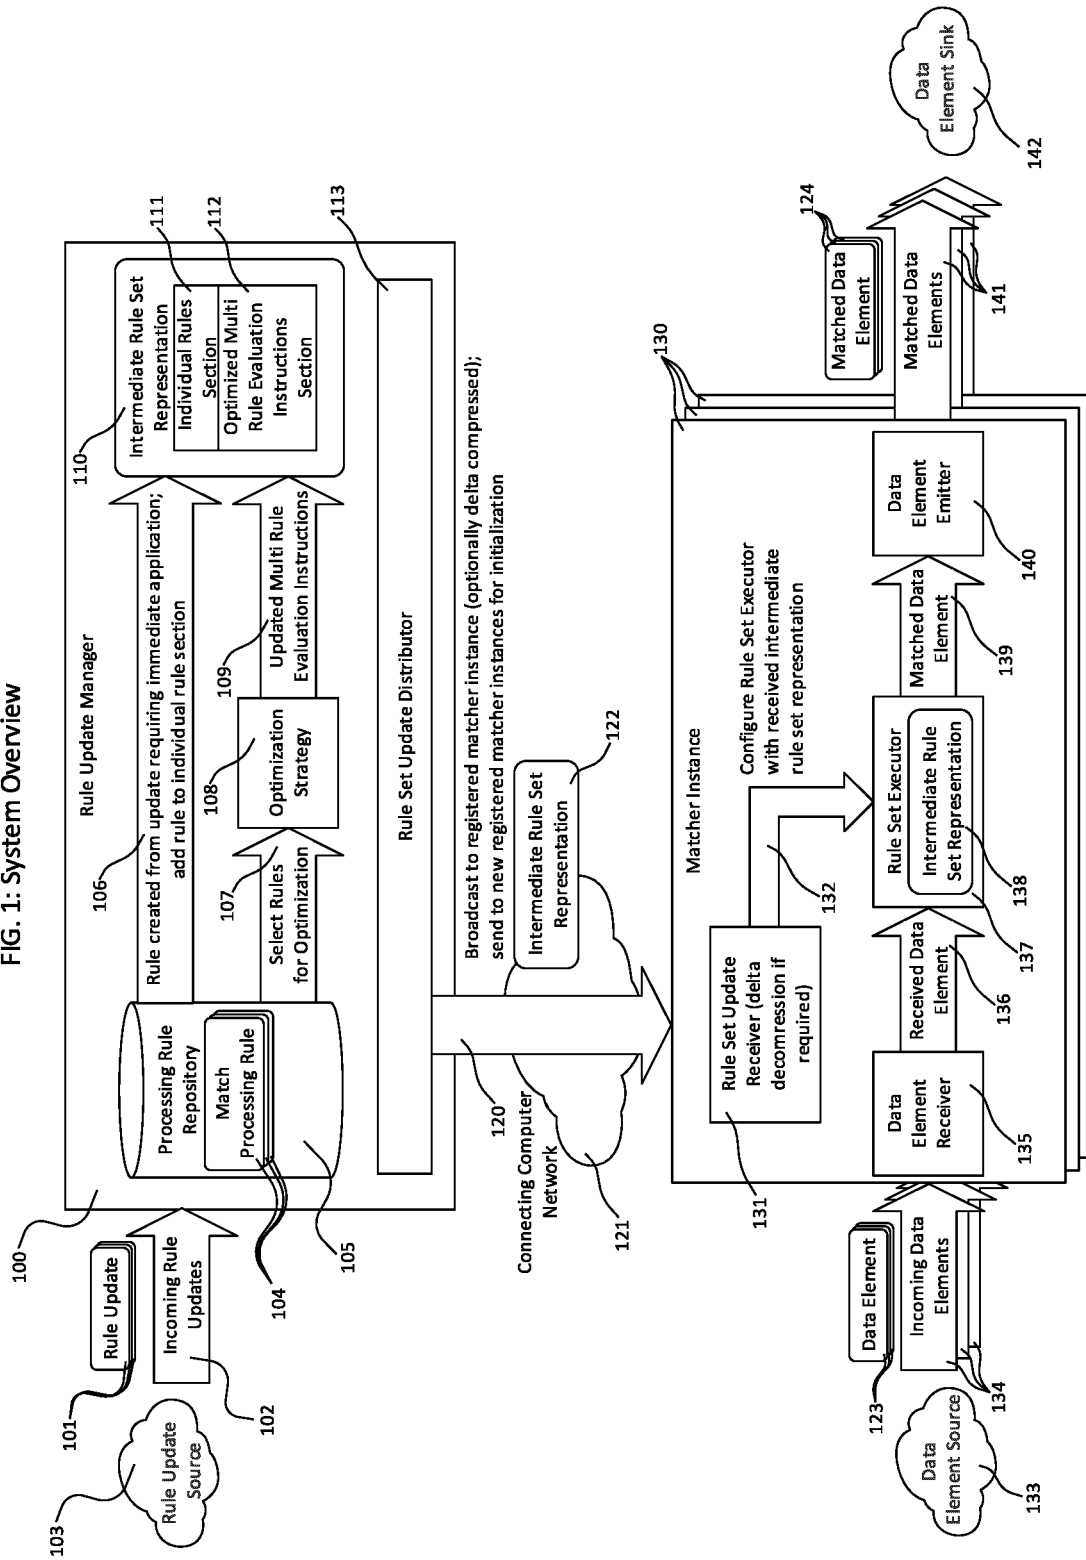 FIG. 1: System Overview
103
Rule Update
Source
101
Rule Update
Incoming Rule
Updates
102
100
Rule Update Manager
Processing Rule
Repository
Match
Processing Rule
104
105
106
Rule created from update requiring immediate application;
add rule to individual rule section
107
Select Rules
for Optimization
108
Optimization
Strategy
109
Updated Multi Rule
Evaluation Instructions
110
Intermediate Rule Set
Representation
Individual Rules
Section
Optimized Multi
Rule Evaluation
Instructions
Section
111
112
113
Rule Set Update Distributor
Broadcast to registered matcher instance (optionally delta compressed);
send to new registered matcher instances for initialization
120
Connecting Computer
Network
121
Intermediate Rule Set
Representation
122
130
Matcher Instance
131
Rule Set Update
Receiver (delta
decomression if
required)
132
Configure Rule Set Executor
with received intermediate
rule set representation
Data
Element Source
133
123
Data Element
Incoming Data
Elements
134
Data
Element
Receiver
135
Received Data
Element
136
Rule Set Executor
Intermediate Rule
Set Representation
137
138
Matched Data
Element
139
Data
Element
Emitter
140
124
Matched Data
Element
Matched Data
Elements
141
Data
Element Sink
142